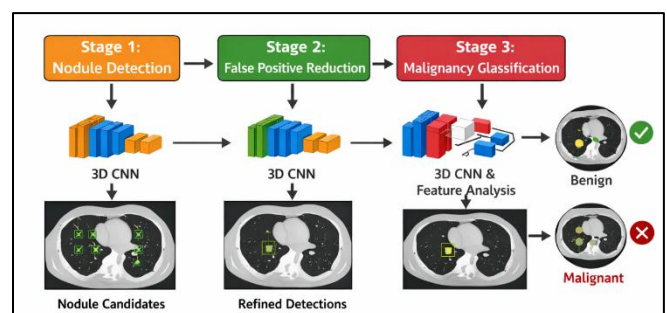 Stage 1:
Nodule Detection
Stage 2:
False Positive Reduction
Stage 3:
Malignancy Glassification
3D CNN
3D CNN
3D CNN &
Feature Analysis
Benign
Malignant
Nodule Candidates
Refined Detections